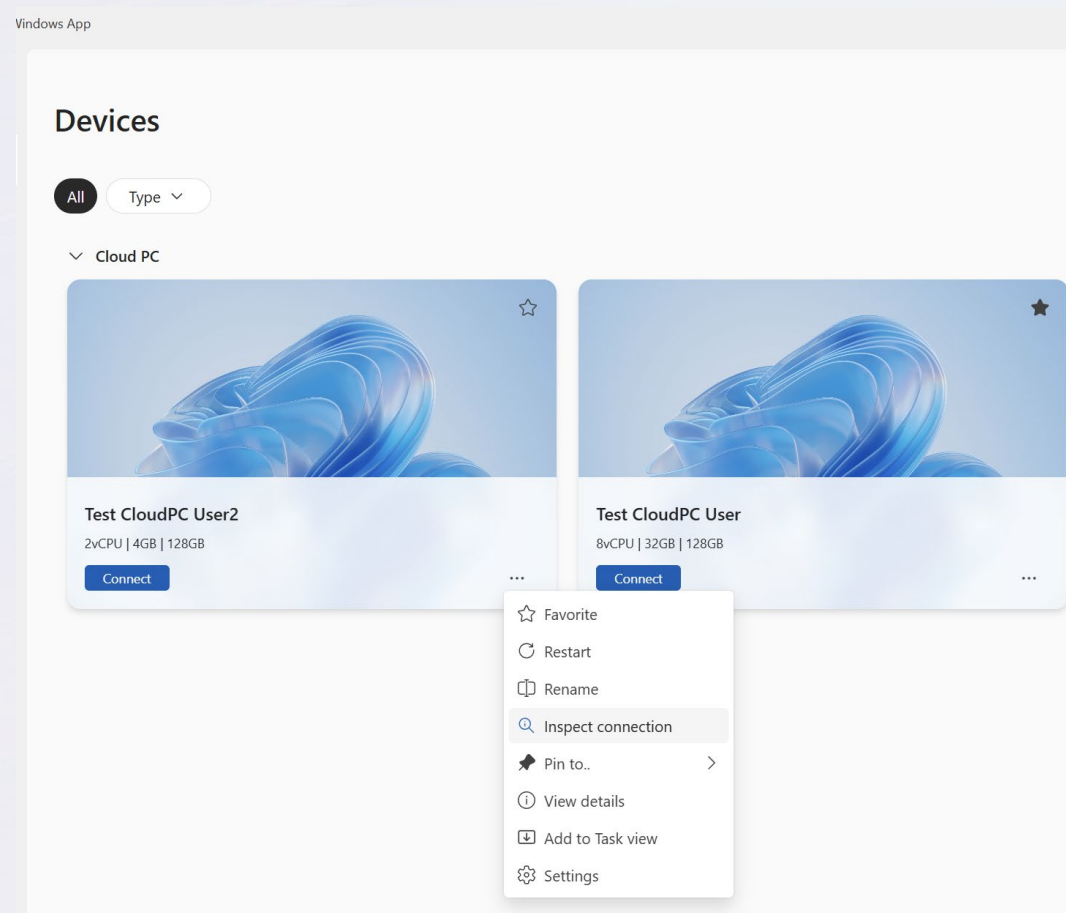 Windows App
Devices
All
Type
Cloud PC
Test CloudPC User2
2vCPU | 4GB | 128GB
Connect
...
Test CloudPC User
8vCPU | 32GB | 128GB
Connect
...
Favorite
Restart
Rename
Inspect connection
Pin to..
View details
Add to Task view
Settings